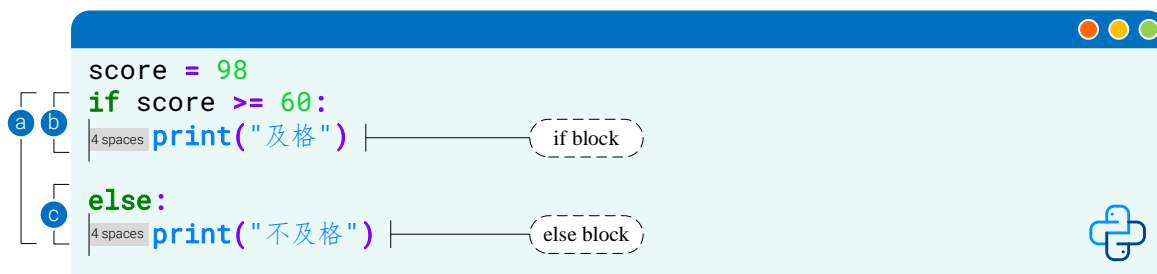 score = 98
a b if score >= 60:
4 spaces print("及格") if block
c else:
4 spaces print("不及格") else block